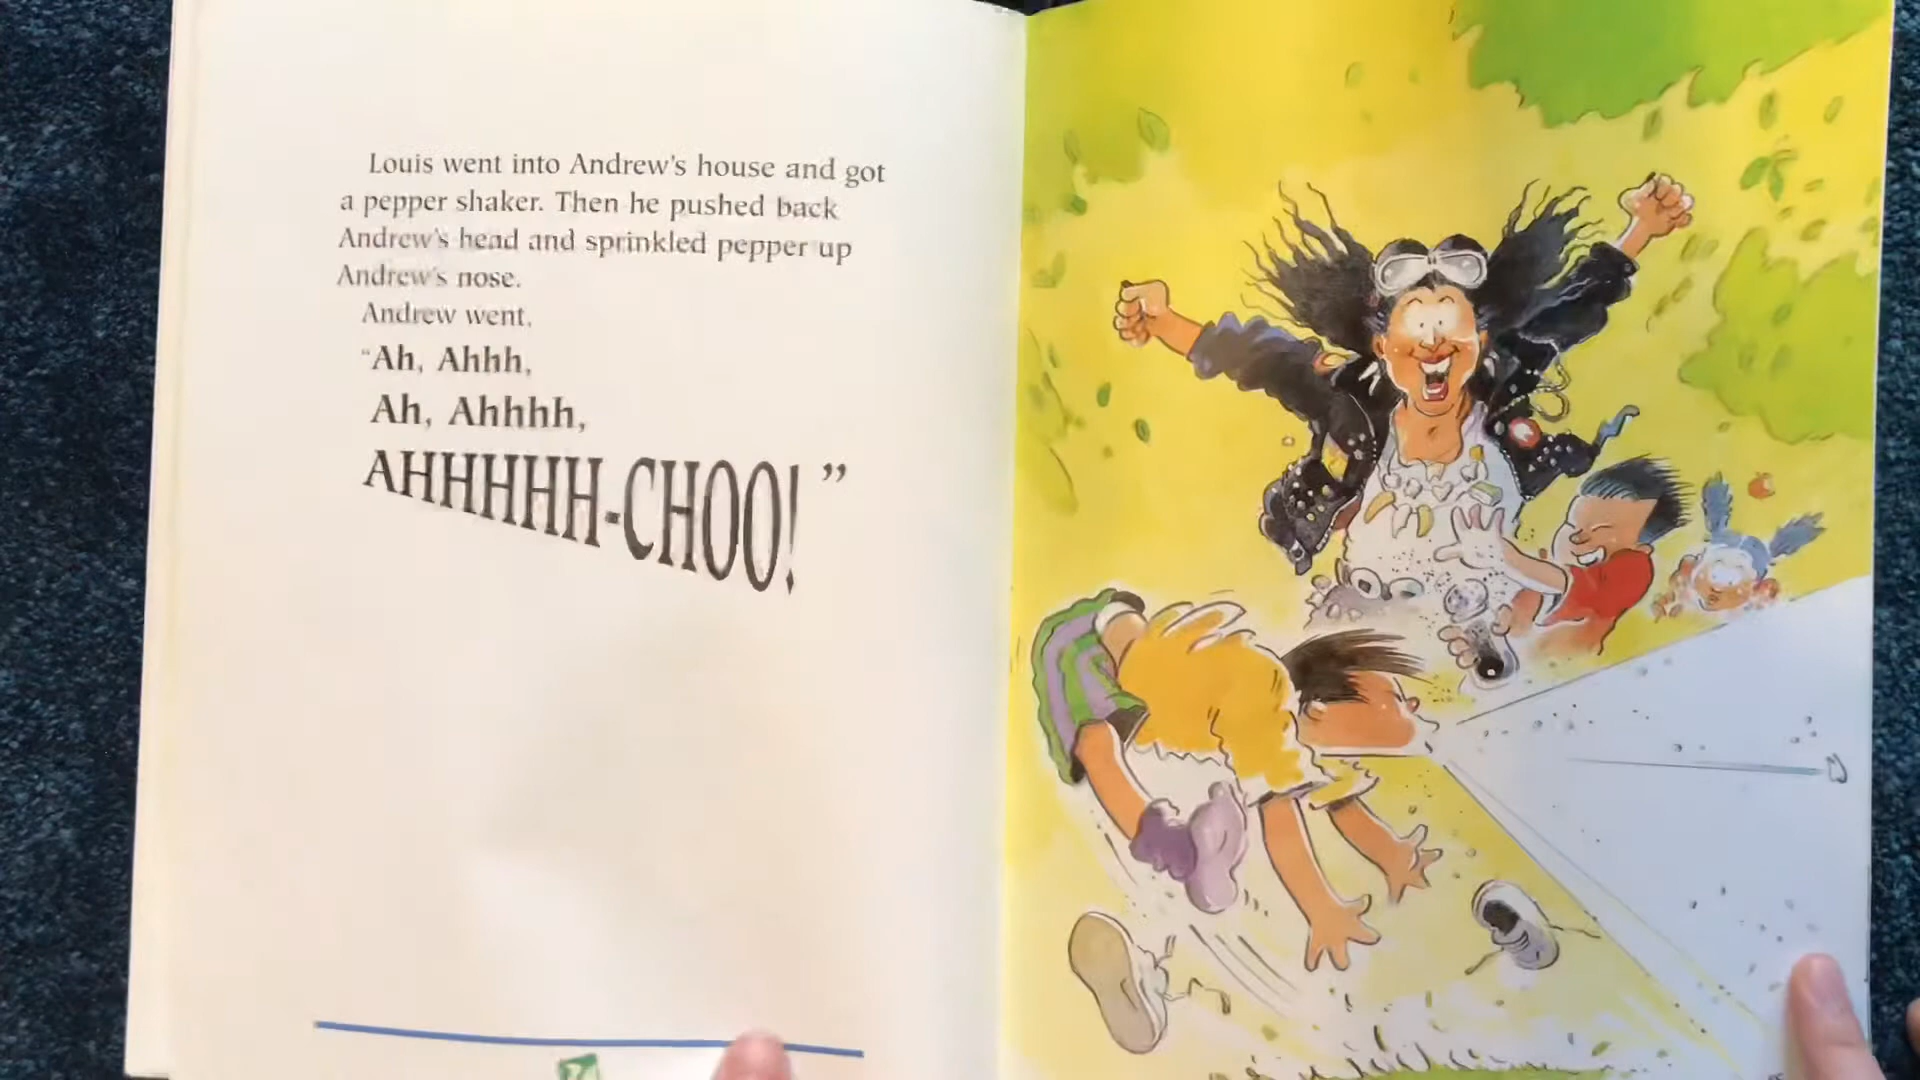 Louis went into Andrew's house and got
a pepper shaker. Then he pushed back
Andrew's head and sprinkled pepper up
Andrew's nose.
Andrew went,
“Ah, Ahhh,
Ah, Ahhhh,
AHHHHH-CHOO!”